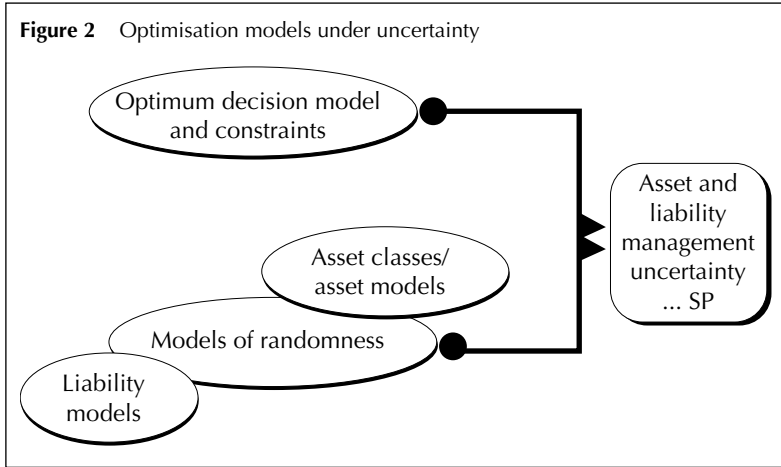 Figure 2 Optimisation models under uncertainty
Optimum decision model
and constraints
Asset and
liability
management
uncertainty
... SP
Asset classes/
asset models
Models of randomness
Liability
models